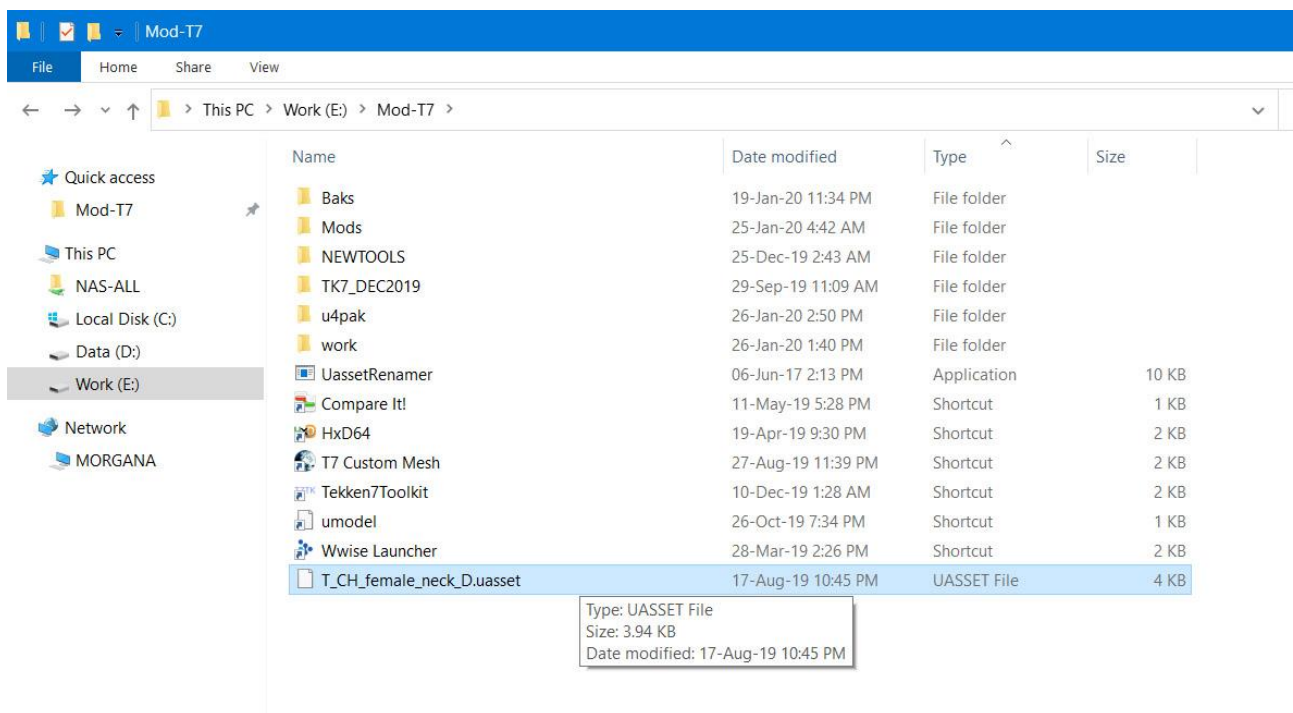 Mod-T7
File Home Share View
This PC > Work (E:) > Mod-T7 >
Name Date modified Type Size
Quick access
Mod-T7
This PC
NAS-ALL
Local Disk (C:)
Data (D:)
Work (E:)
Network
MORGANA
Baks 19-Jan-20 11:34 PM File folder
Mods 25-Jan-20 4:42 AM File folder
NEWTOOLS 25-Dec-19 2:43 AM File folder
TK7_DEC2019 29-Sep-19 11:09 AM File folder
u4pak 26-Jan-20 2:50 PM File folder
work 26-Jan-20 1:40 PM File folder
UassetRenamer 06-Jun-17 2:13 PM Application 10 KB
Compare It! 11-May-19 5:28 PM Shortcut 1 KB
HxD64 19-Apr-19 9:30 PM Shortcut 2 KB
T7 Custom Mesh 27-Aug-19 11:39 PM Shortcut 2 KB
Tekken7Toolkit 10-Dec-19 1:28 AM Shortcut 2 KB
umodel 26-Oct-19 7:34 PM Shortcut 1 KB
Wwise Launcher 28-Mar-19 2:26 PM Shortcut 2 KB
T_CH_female_neck_D.uasset 17-Aug-19 10:45 PM UASSET File 4 KB
Type: UASSET File
Size: 3.94 KB
Date modified: 17-Aug-19 10:45 PM